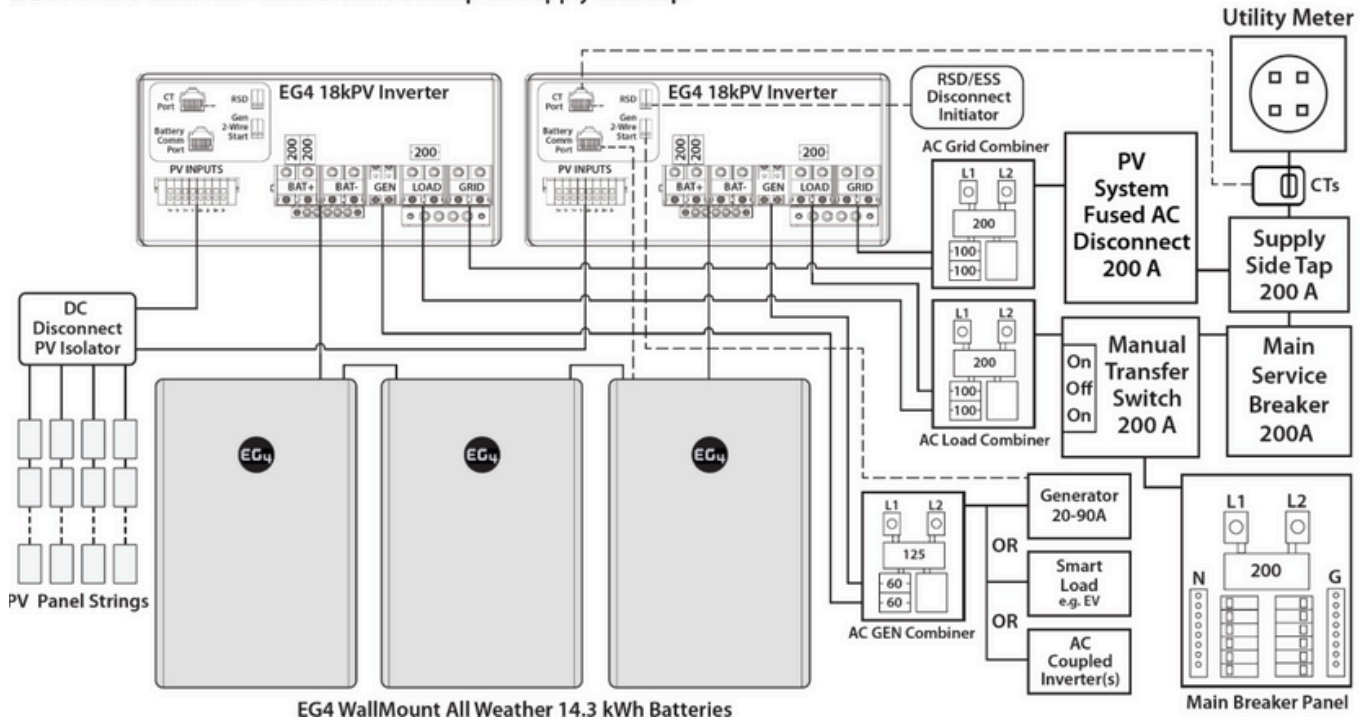 Utility Meter
CT
Port
RSD
Gen
2-Wire
Start
Battery
Comm
Port
PV INPUTS
EG4 18kPV Inverter
200
200
200
BAT+
BAT-
GEN
LOAD
GRID
CT
Port
RSD
Gen
2-Wire
Start
Battery
Comm
Port
PV INPUTS
EG4 18kPV Inverter
200
200
200
BAT+
BAT-
GEN
LOAD
GRID
RSD/ESS
Disconnect
Initiator
AC Grid Combiner
L1 L2
200
100
100
PV
System
Fused AC
Disconnect
200 A
CTs
Supply
Side Tap
200 A
DC
Disconnect
PV Isolator
L1 L2
200
100
100
AC Load Combiner
On
Off
On
Manual
Transfer
Switch
200 A
Main
Service
Breaker
200A
EG4
EG4
EG4
PV Panel Strings
L1 L2
125
60
60
AC GEN Combiner
Generator
20-90A
OR
Smart
Load
e.g. EV
OR
AC
Coupled
Inverter(s)
L1 L2
200
N
G
Main Breaker Panel
EG4 WallMount All Weather 14.3 kWh Batteries